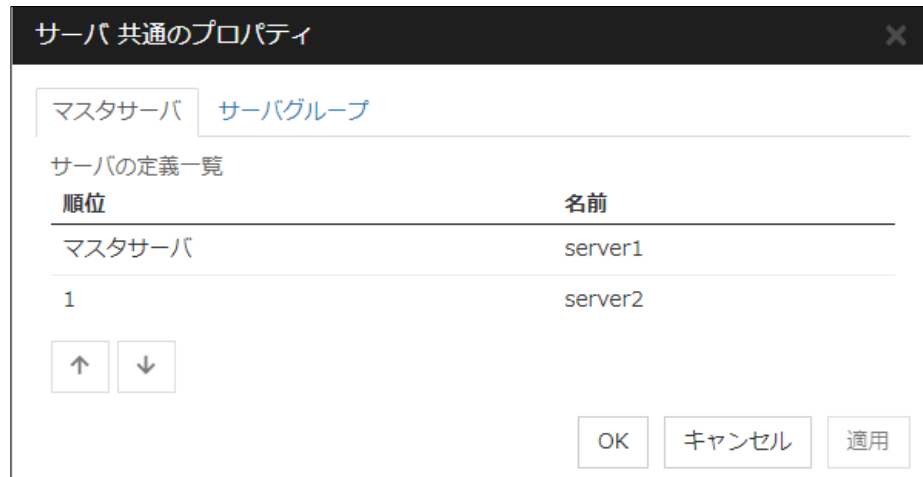 サーバ 共通のプロパティ
マスタサーバ サーバグループ
サーバの定義一覧
順位 名前
マスタサーバ server1
1 server2
OK キャンセル 適用